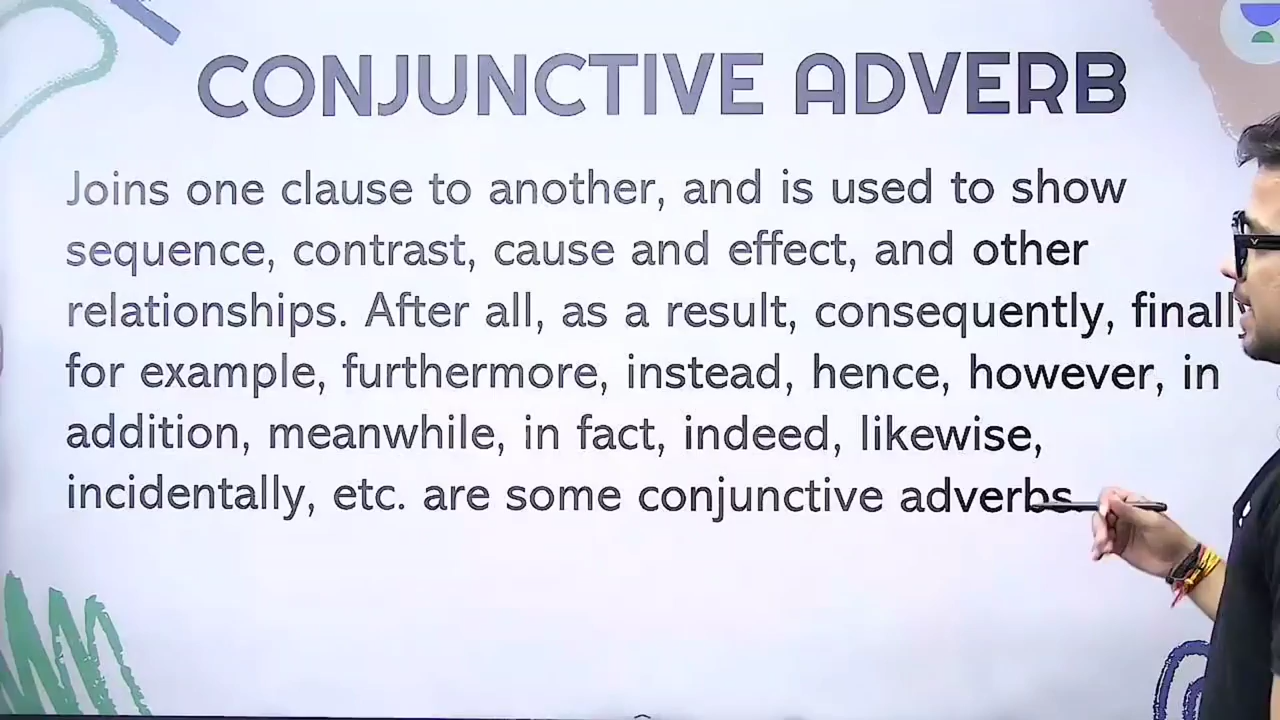 CONJUNCTIVE ADVERB
Joins one clause to another, and is used to show
sequence, contrast, cause and effect, and other
relationships. After all, as a result, consequently,
for example, furthermore, instead, hence, however, in
addition, meanwhile, in fact, indeed, likewise,
incidentally, etc. are some conjunctive adverbs